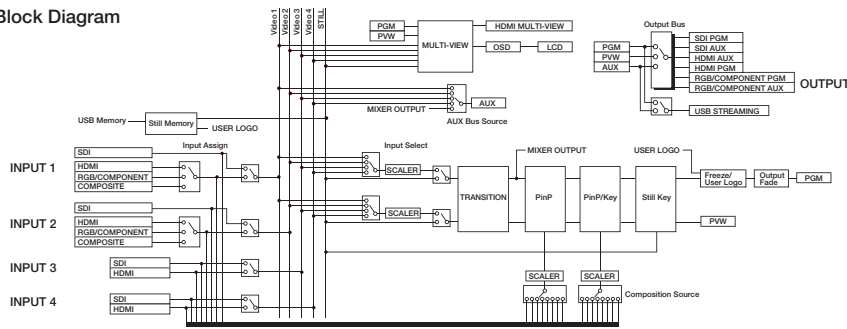 Block Diagram
Video 1
Video 2
Video 3
Video 4
STILL
PGM
PVW
MULTI-VIEW
HDMI MULTI-VIEW
OSD
LCD
Output Bus
PGM
PVW
AUX
SDI PGM
SDI AUX
HDMI AUX
HDMI PGM
RGB/COMPONENT PGM
RGB/COMPONENT AUX
OUTPUT
USB STREAMING
MIXER OUTPUT
AUX
AUX Bus Source
USB Memory
Still Memory
USER LOGO
Input Assign
Input Select
MIXER OUTPUT
USER LOGO
INPUT 1
SDI
HDMI
RGB/COMPONENT
COMPOSITE
SCALER
TRANSITION
PinP
PinP/Key
Still Key
Freeze/
User Logo
Output
Fade
PGM
INPUT 2
SDI
HDMI
RGB/COMPONENT
COMPOSITE
SCALER
PVW
INPUT 3
SDI
HDMI
SCALER
SCALER
Composition Source
INPUT 4
SDI
HDMI